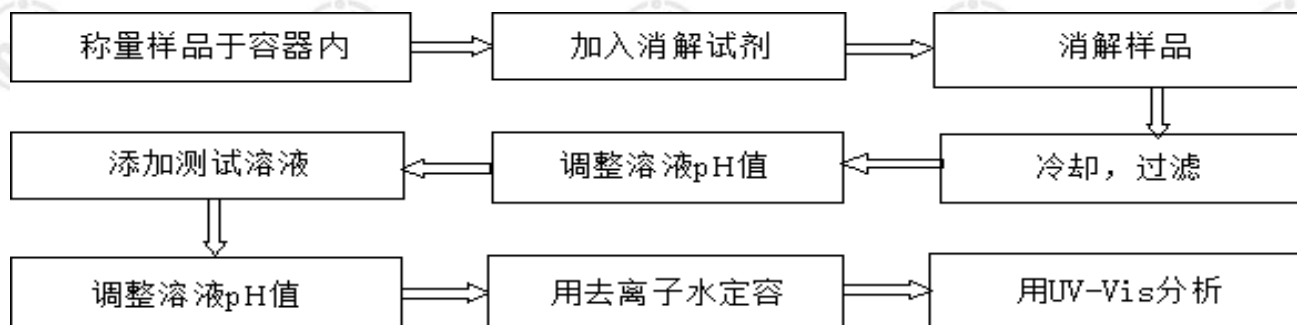 称量样品于容器内
加入消解试剂
消解样品
冷却，过滤
调整溶液pH值
添加测试溶液
调整溶液pH值
用去离子水定容
用UV-Vis分析